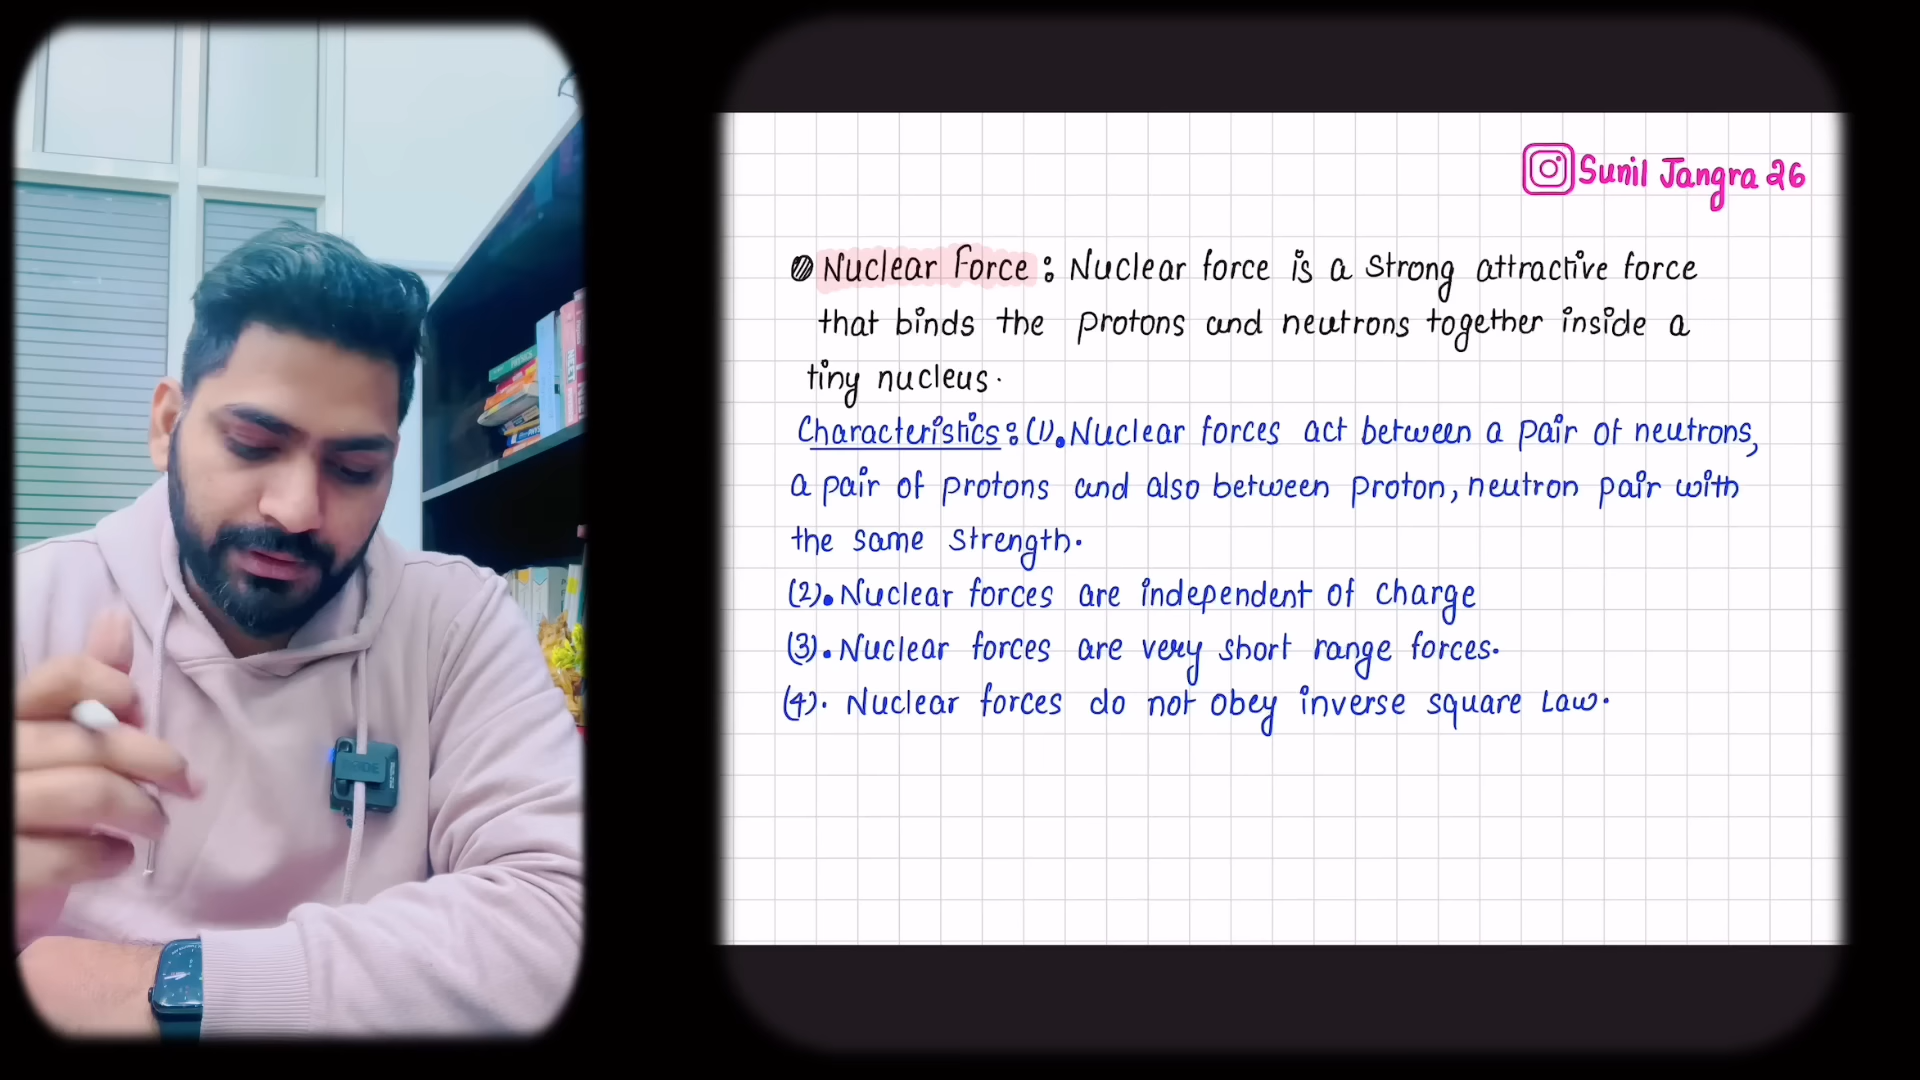 Sunil Jangra 26
Nuclear Force : Nuclear force is a strong attractive force
that binds the protons and neutrons together inside a
tiny nucleus.
Characteristics : (1). Nuclear forces act between a pair of neutrons,
a pair of protons and also between proton, neutron pair with
the same strength.
(2). Nuclear forces are independent of charge
(3). Nuclear forces are very short range forces.
(4). Nuclear forces do not obey inverse square Law.
PHYSICS
NEET